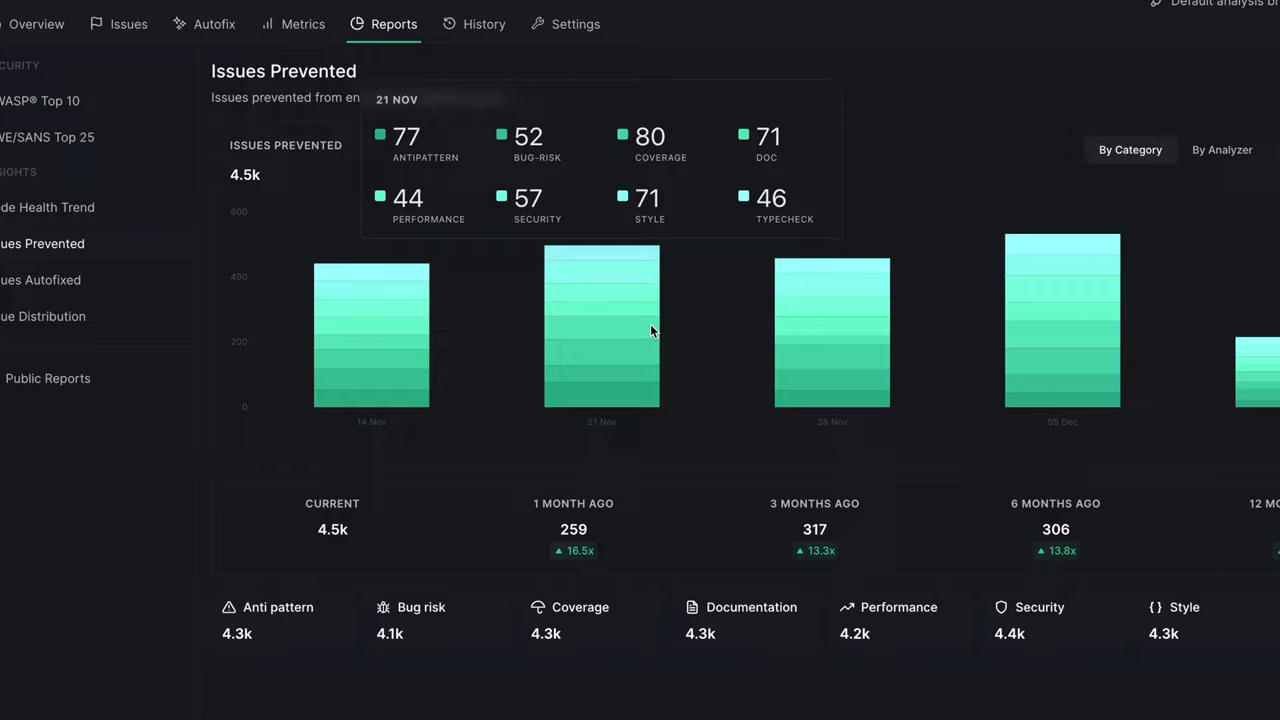 Overview Issues Autofix Metrics Reports History Settings
Default analysis br
CURITY
WASP® Top 10
WE/SANS Top 25
SIGHTS
de Health Trend
ues Prevented
ues Autofixed
ue Distribution
Public Reports
Issues Prevented
Issues prevented from en
ISSUES PREVENTED
4.5k
21 NOV
77 52 80 71
ANTIPATTERN BUG-RISK COVERAGE DOC
44 57 71 46
PERFORMANCE SECURITY STYLE TYPECHECK
By Category By Analyzer
600
400
200
0
14 Nov 21 Nov 28 Nov 05 Dec
CURRENT 1 MONTH AGO 3 MONTHS AGO 6 MONTHS AGO 12 MO
4.5k 259 317 306
16.5x 13.3x 13.8x
Anti pattern Bug risk Coverage Documentation Performance Security Style
4.3k 4.1k 4.3k 4.3k 4.2k 4.4k 4.3k